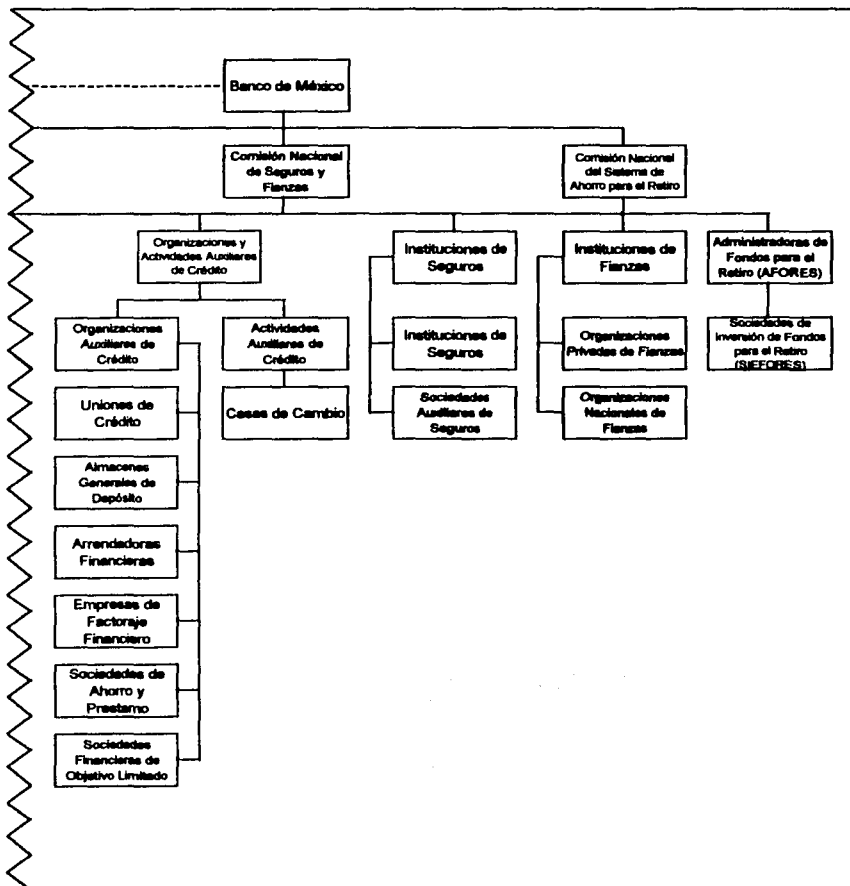 Banco de México
Comisión Nacional
de Seguros y
Fianzas
Comisión Nacional
del Sistema de
Ahorro para el Retiro
Organizaciones y
Actividades Auxiliares
de Crédito
Instituciones de
Seguros
Instituciones de
Fianzas
Administradoras de
Fondos para el
Retiro (AFORES)
Organizaciones
Auxiliares de
Crédito
Actividades
Auxiliares de
Crédito
Instituciones de
Seguros
Organizaciones
Privadas de Fianzas
Sociedades de
Inversión de Fondos
para el Retiro
(SIEFORES)
Uniones de
Crédito
Casas de Cambio
Sociedades
Auxiliares de
Seguros
Organizaciones
Nacionales de
Fianzas
Almacenes
Generales de
Depósito
Arrendadoras
Financieras
Empresas de
Factoraje
Financiero
Sociedades de
Ahorro y
Prestamo
Sociedades
Financieras de
Objetivo Limitado